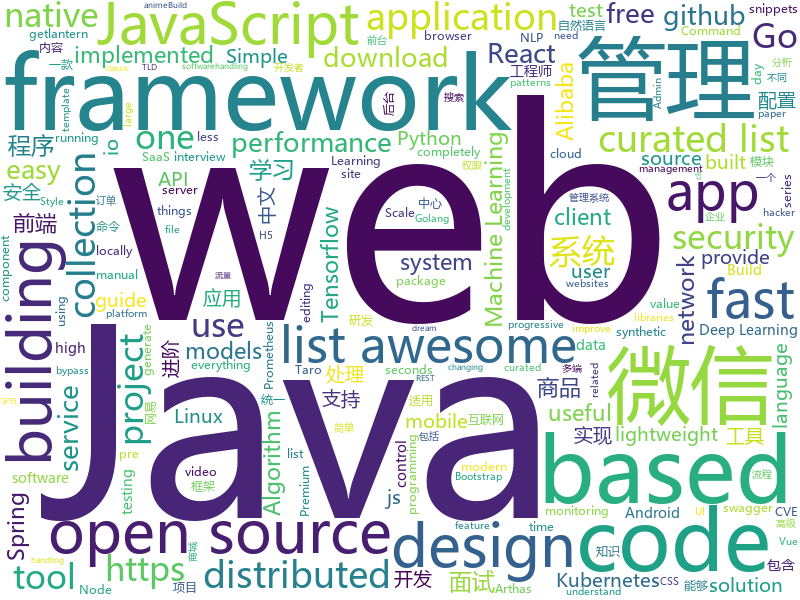 animeBuild
native
JavaScript
application
test
free
github
自然语言
snippets
getlantern
前台
browser
NLP
need
Command
Go
内容
implemented
Simple
download
React
工程师
patterns
分析
开发者
一款
TLD
softwarehandling
classic
framework
管理
day
不同
Admin
paper
配置
template
large
running
less
后台
搜索
Alibaba
程序
io
one
performance
Python
curated list
completely
SaaS
interview
Learning
site
cloud
source
built
模块
easy
collection
学习
API
server
Machine Learning
app
management
一个
安全
Style
订单
things
中文
Scale
中心
Golang
权限
client
管理系统
企业
series
hacker
前端
命令
file
H5
locally
web
系统
security
component
building
manual
应用
流量
editing
Tensorflow
system
package
development
user
websites
network
provide
guide
use
platform
using
研发
value
Build
fast
high
project
models
list awesome
libraries
progressive
improve
synthetic
Deep Learning
data
generate
bypass
everything
进阶
seconds
Prometheus
dream
REST
changing
curated
Taro
处理
多端
related
service
Java
统一
支持
商品
微信
language
Linux
网易
适用
mobile
useful
简单
互联网
包括
实现
lightweight
工具
字节
pre
Algorithm
list
software
video
框架
control
js
programming
modern
Bootstrap
based
testing
Spring
open source
商城
Premium
monitoring
Android
swagger
CVE
流程
feature
time
UI
高级
design
code
tool
https
distributed
开发
面试
Arthas
知识
包含
Vue
Kubernetes
CSS
能够
solution
handling
Node
项目
understand